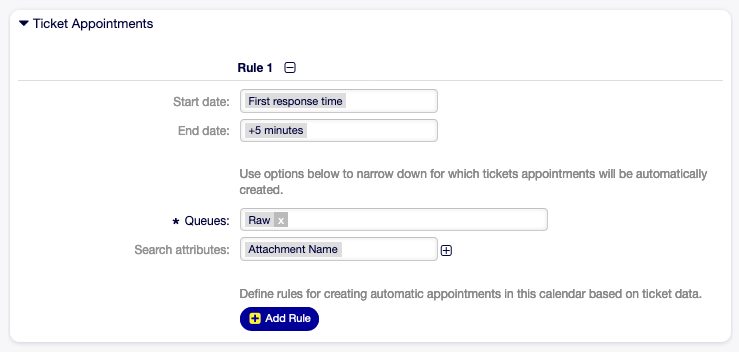 Ticket Appointments
Rule 1
Start date: First response time
End date: +5 minutes
Use options below to narrow down for which tickets appointments will be automatically
created.
* Queues: Raw x
Search attributes: Attachment Name
Define rules for creating automatic appointments in this calendar based on ticket data.
Add Rule